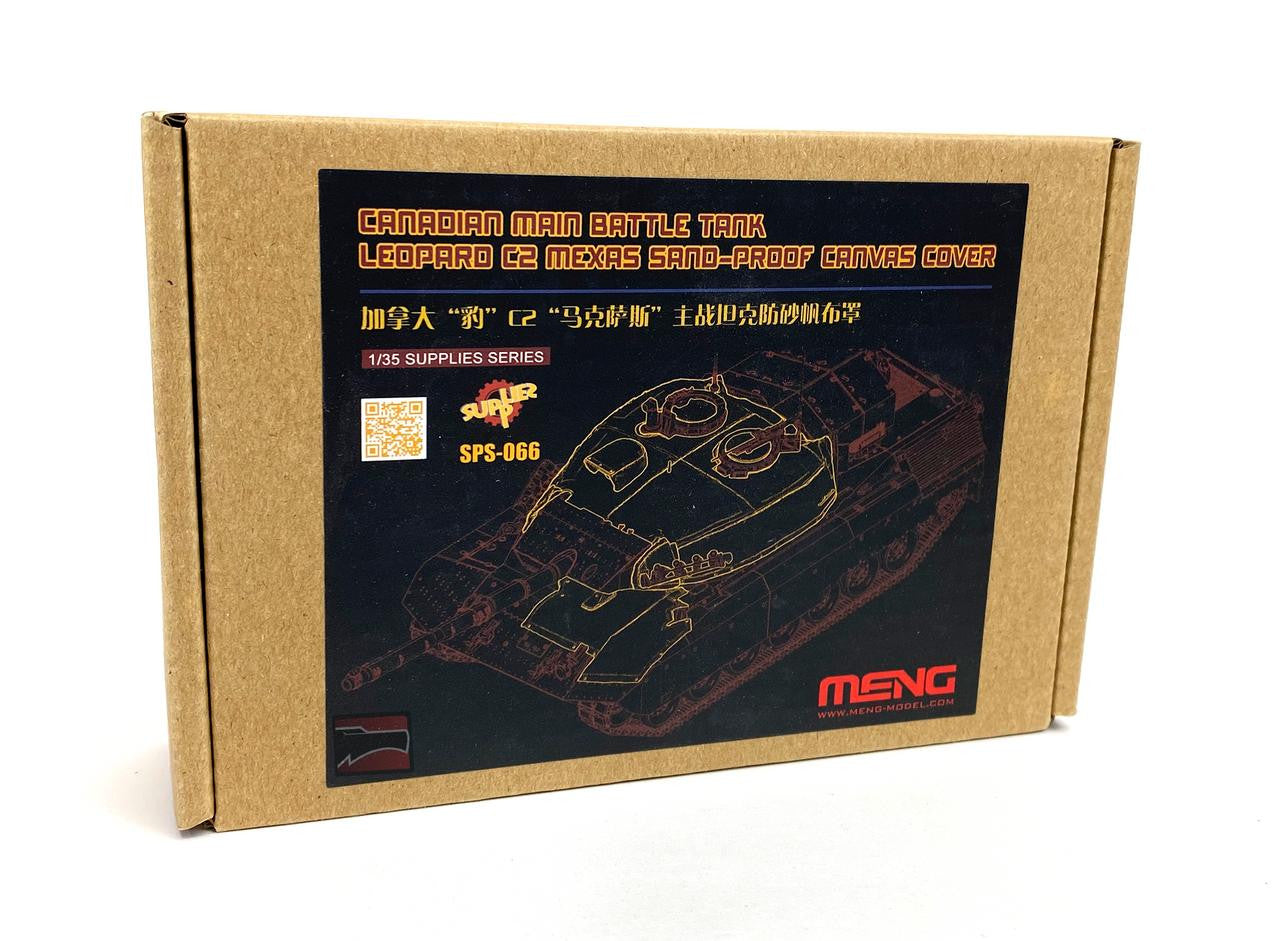 CANADIAN MAIN BATTLE TANK
LEOPARD C2 MEXAS SAND-PROOF CANVAS COVER
加拿大“豹”C2“马克萨斯”主战坦克防砂帆布罩
1/35 SUPPLIES SERIES
SUPPLIES
SPS-066
MENG
WWW.MENG-MODEL.COM